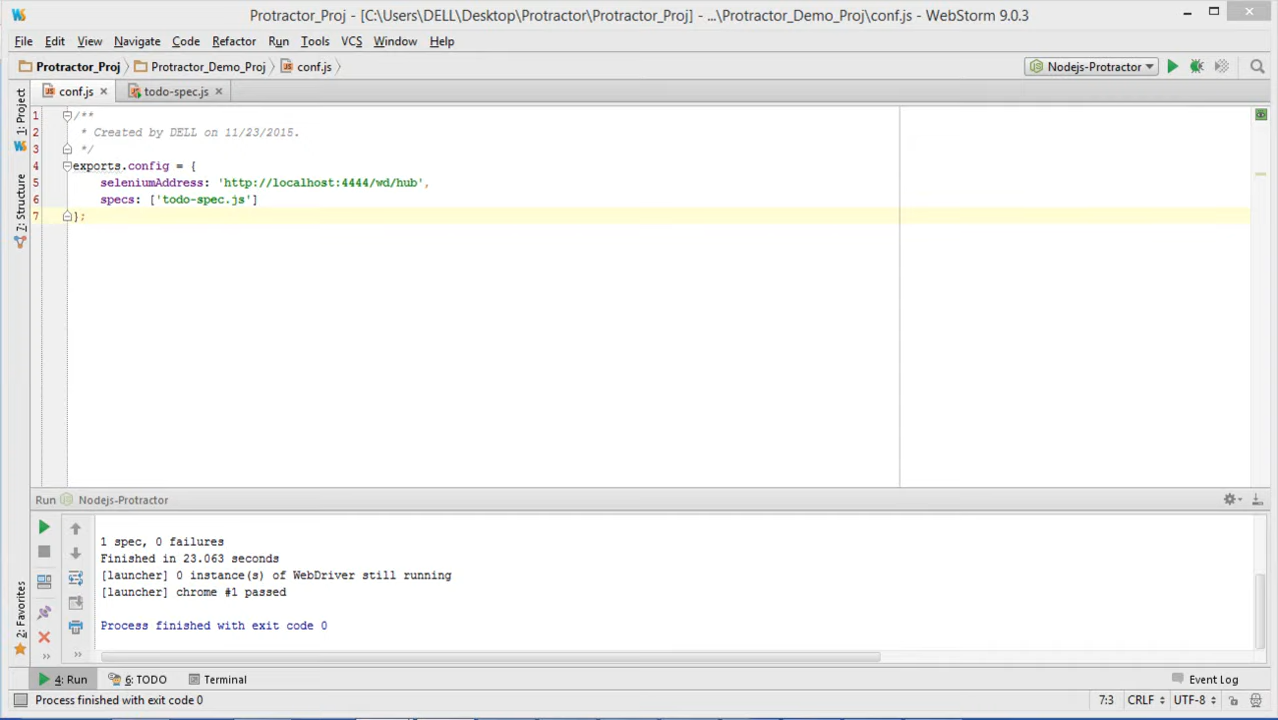 Protractor_Proj - [C:\Users\DELL\Desktop\Protractor\Protractor_Proj] - ...\Protractor_Demo_Proj\conf.js - WebStorm 9.0.3
File Edit View Navigate Code Refactor Run Tools VCS Window Help
Protractor_Proj Protractor_Demo_Proj conf.js Nodejs-Protractor
conf.js todo-spec.js
1: Project
7: Structure
2: Favorites
1 /**
2 * Created by DELL on 11/23/2015.
3 */
4 exports.config = {
5 seleniumAddress: 'http://localhost:4444/wd/hub',
6 specs: ['todo-spec.js']
7 };
Run Nodejs-Protractor
1 spec, 0 failures
Finished in 23.063 seconds
[launcher] 0 instance(s) of WebDriver still running
[launcher] chrome #1 passed
Process finished with exit code 0
4: Run 6: TODO Terminal Event Log
Process finished with exit code 0 7:3 CRLF UTF-8